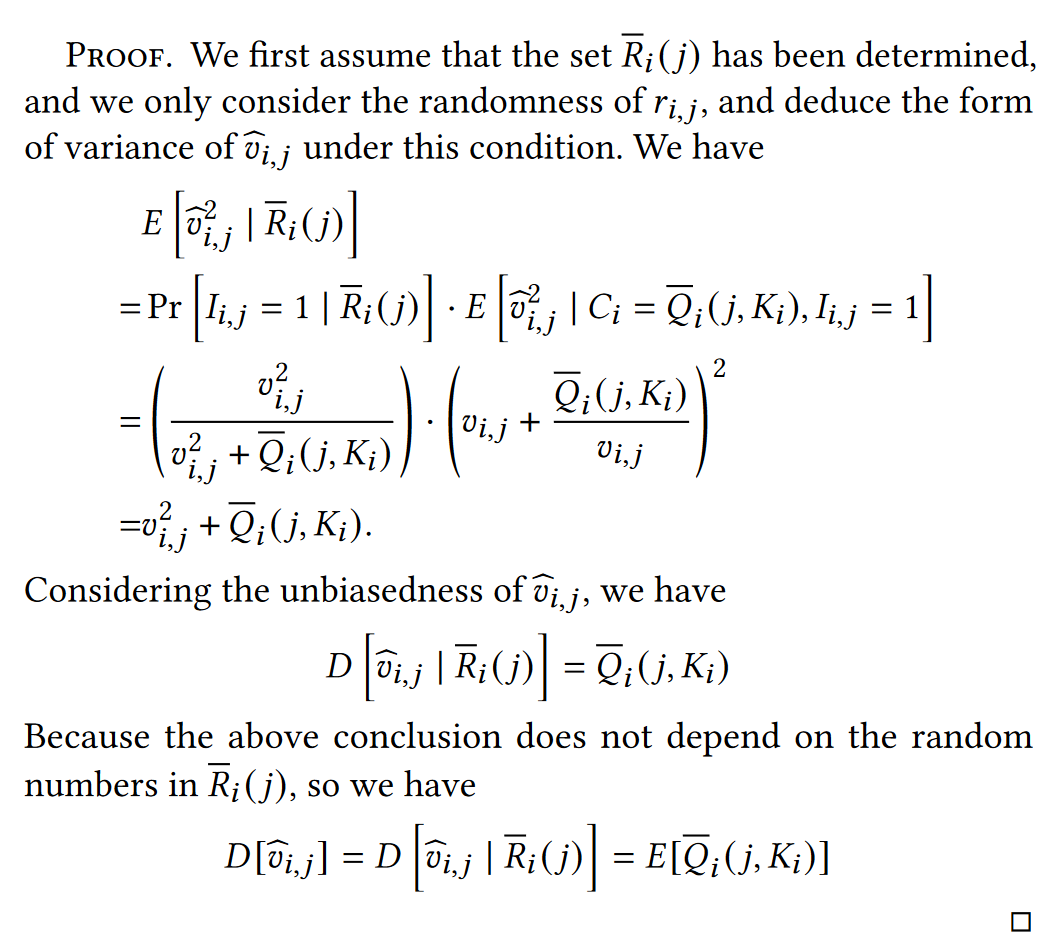 PROOF. We first assume that the set $\overline{R}_i(j)$ has been determined,
and we only consider the randomness of $r_{i,j}$, and deduce the form
of variance of $\widehat{v}_{i,j}$ under this condition. We have
$E\left[\widehat{v}_{i,j}^2 \mid \overline{R}_i(j)\right]$
$=\Pr\left[I_{i,j} = 1 \mid \overline{R}_i(j)\right] \cdot E\left[\widehat{v}_{i,j}^2 \mid C_i = \overline{Q}_i(j, K_i), I_{i,j} = 1\right]$
$=\left(\frac{v_{i,j}^2}{v_{i,j}^2 + \overline{Q}_i(j, K_i)}\right) \cdot \left(v_{i,j} + \frac{\overline{Q}_i(j, K_i)}{v_{i,j}}\right)^2$
$=v_{i,j}^2 + \overline{Q}_i(j, K_i).$
Considering the unbiasedness of $\widehat{v}_{i,j}$, we have
$D\left[\widehat{v}_{i,j} \mid \overline{R}_i(j)\right] = \overline{Q}_i(j, K_i)$
Because the above conclusion does not depend on the random
numbers in $\overline{R}_i(j)$, so we have
$D[\widehat{v}_{i,j}] = D\left[\widehat{v}_{i,j} \mid \overline{R}_i(j)\right] = E[\overline{Q}_i(j, K_i)]$
□